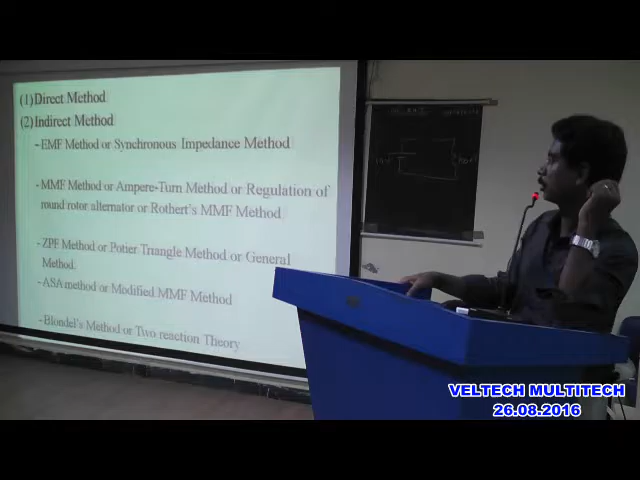 (1) Direct Method
(2) Indirect Method
-EMF Method or Synchronous Impedance Method
-MMF Method or Ampere-Turn Method or Regulation of
round rotor alternator or Rothert's MMF Method
-ZPF Method or Potier Triangle Method or General
Method.
-ASA method or Modified MMF Method
-Blondel's Method or Two reaction Theory
VELTECH MULTITECH
26.08.2016